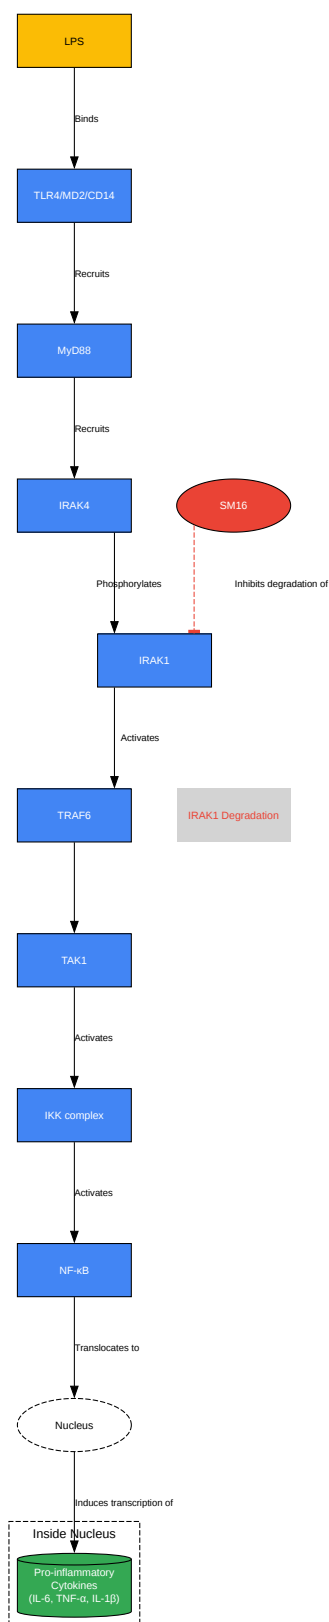 LPS
Binds
TLR4/MD2/CD14
Recruits
MyD88
Recruits
IRAK4
SM16
Phosphorylates
Inhibits degradation of
IRAK1
Activates
TRAF6
IRAK1 Degradation
TAK1
Activates
IKK complex
Activates
NF-κB
Translocates to
Nucleus
Induces transcription of
Inside Nucleus
Pro-inflammatory
Cytokines
(IL-6, TNF-α, IL-1β)